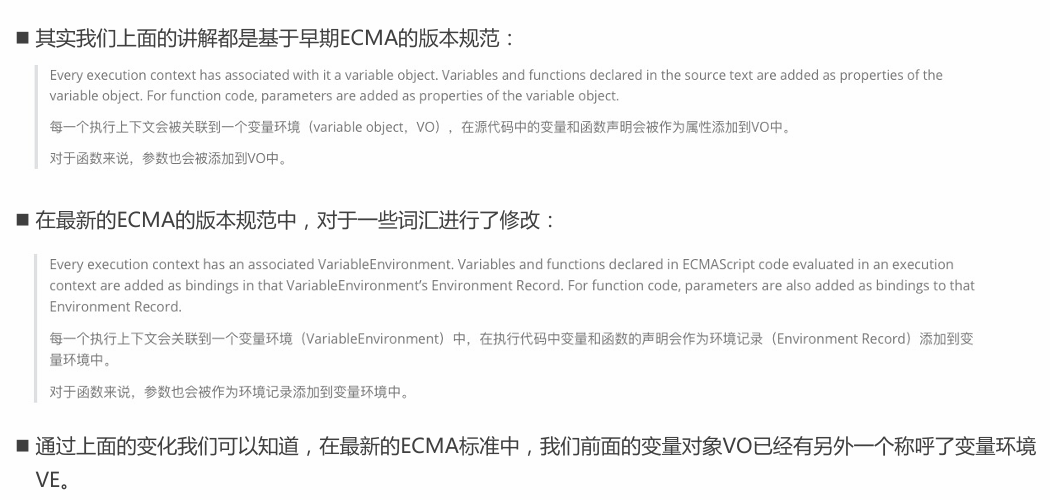 ■ 其实我们上面的讲解都是基于早期ECMA的版本规范：
Every execution context has associated with it a variable object. Variables and functions declared in the source text are added as properties of the
variable object. For function code, parameters are added as properties of the variable object.
每一个执行上下文会被关联到一个变量环境（variable object，VO），在源代码中的变量和函数声明会被作为属性添加到VO中。
对于函数来说，参数也会被添加到VO中。
■ 在最新的ECMA的版本规范中，对于一些词汇进行了修改：
Every execution context has an associated VariableEnvironment. Variables and functions declared in ECMAScript code evaluated in an execution
context are added as bindings in that VariableEnvironment’s Environment Record. For function code, parameters are also added as bindings to that
Environment Record.
每一个执行上下文会关联到一个变量环境（VariableEnvironment）中，在执行代码中变量和函数的声明会作为环境记录（Environment Record）添加到变
量环境中。
对于函数来说，参数也会被作为环境记录添加到变量环境中。
■ 通过上面的变化我们可以知道，在最新的ECMA标准中，我们前面的变量对象VO已经有另外一个称呼了变量环境
VE。